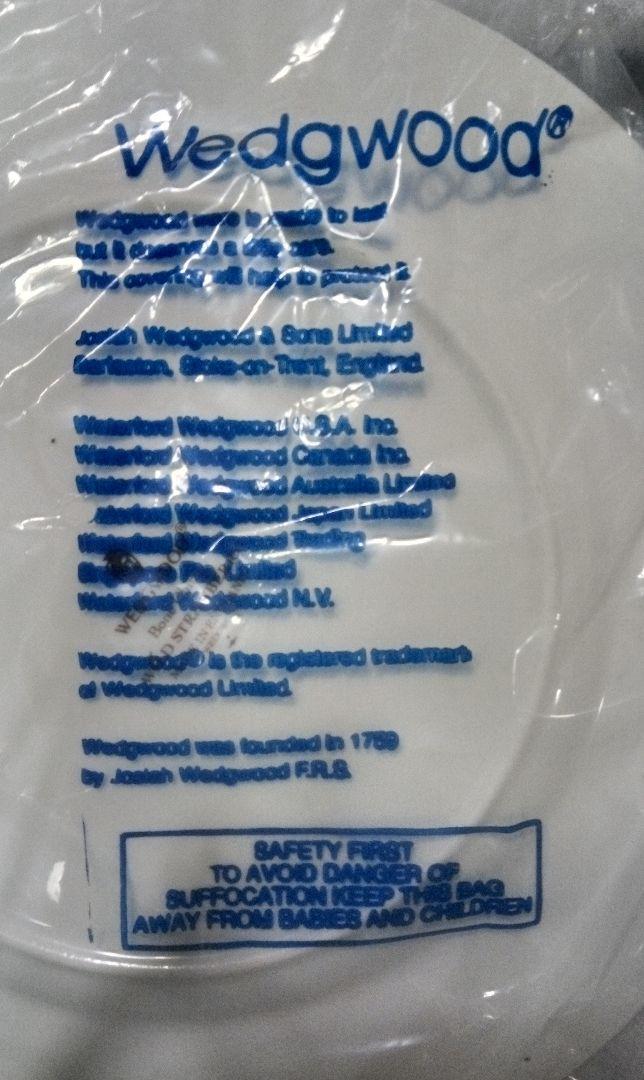 Wedgwood®
Wedgwood ware is made to last
but it deserves a little care.
This covering will help to protect it.
Josiah Wedgwood & Sons Limited
Barlaston, Stoke-on-Trent, England.
Waterford Wedgwood U.S.A. Inc.
Waterford Wedgwood Canada Inc.
Waterford Wedgwood Australia Limited
Waterford Wedgwood Japan Limited
Waterford Wedgwood Trading
Limited
Waterford Wedgwood N.V.
WEDGWOOD®
Bone
WILD STRAWBERRY
Wedgwood® is the registered trademark
of Wedgwood Limited.
Wedgwood was founded in 1759
by Josiah Wedgwood F.R.S.
SAFETY FIRST
TO AVOID DANGER OF
SUFFOCATION KEEP THIS BAG
AWAY FROM BABIES AND CHILDREN